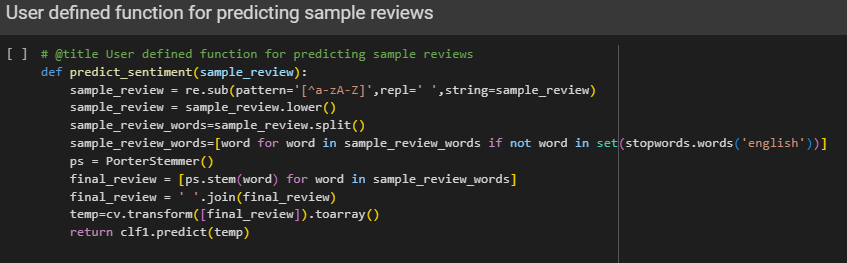 User defined function for predicting sample reviews
[ ] # @title User defined function for predicting sample reviews
def predict_sentiment(sample_review):
    sample_review = re.sub(pattern='[^a-zA-Z]',repl=' ',string=sample_review)
    sample_review = sample_review.lower()
    sample_review_words=sample_review.split()
    sample_review_words=[word for word in sample_review_words if not word in set(stopwords.words('english'))]
    ps = PorterStemmer()
    final_review = [ps.stem(word) for word in sample_review_words]
    final_review = ' '.join(final_review)
    temp=cv.transform([final_review]).toarray()
    return clf1.predict(temp)